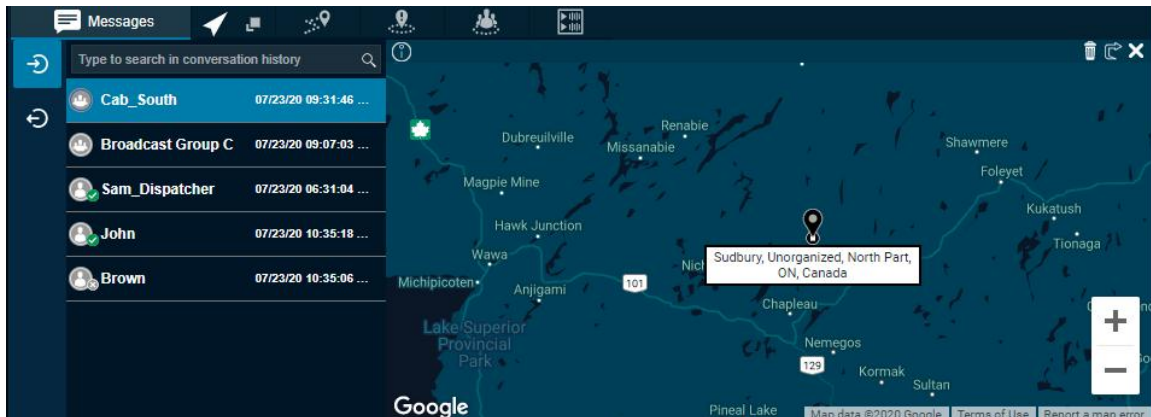 Messages
Type to search in conversation history
Cab_South 07/23/20 09:31:46 ...
Broadcast Group C 07/23/20 09:07:03 ...
Sam_Dispatcher 07/23/20 06:31:04 ...
John 07/23/20 10:35:18 ...
Brown 07/23/20 10:35:06 ...
Renabie
Dubreuilville
Missanabie
Shawmere
Foleyet
Magpie Mine
Kukatush
Hawk Junction
Tionaga
Wawa
Sudbury, Unorganized, North Part,
ON, Canada
Nich
Michipicoten
Anjigami
101
Chapleau
Lake Superior
Provincial
Park
Nemegos
129
Kormak
Sultan
+
−
Google
Pineal Lake
Map data ©2020 Google Terms of Use Report a map error